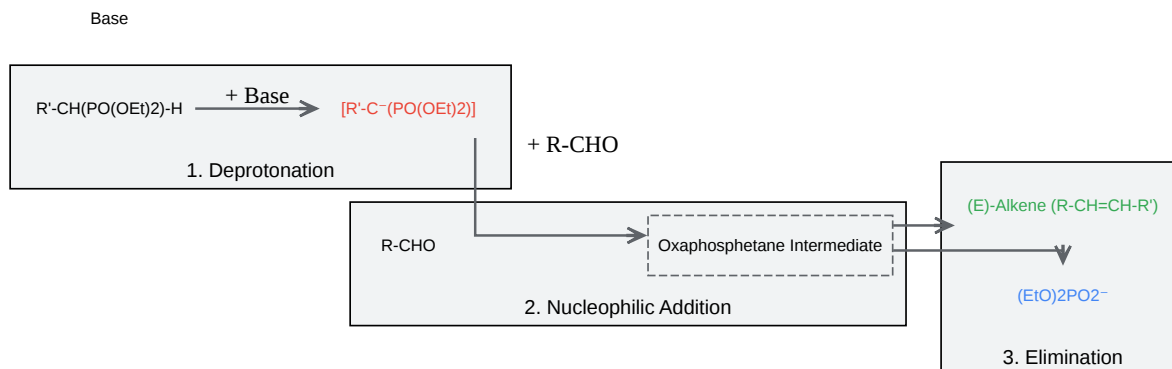 Base
R'-CH(PO(OEt)2)-H
+ Base
[R'-C⁻(PO(OEt)2)]
1. Deprotonation
+ R-CHO
R-CHO
Oxaphosphetane Intermediate
2. Nucleophilic Addition
(E)-Alkene (R-CH=CH-R')
(EtO)2PO2⁻
3. Elimination